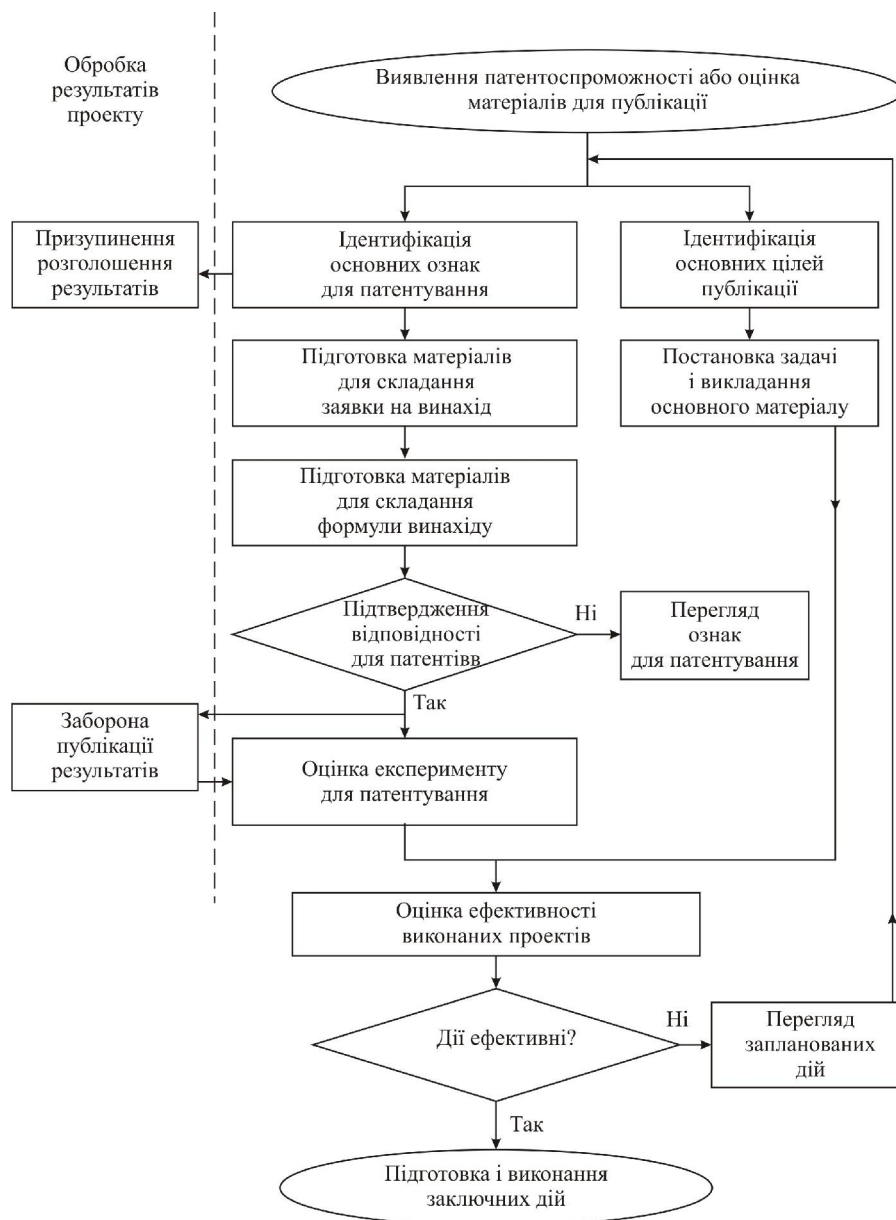 Обробка
результатів
проекту
Виявлення патентоспроможності або оцінка
матеріалів для публікації
Призупинення
розголошення
результатів
Ідентифікація
основних ознак
для патентування
Ідентифікація
основних цілей
публікації
Підготовка матеріалів
для складання
заявки на винахід
Постановка задачі
і викладання
основного матеріалу
Підготовка матеріалів
для складання
формули винахіду
Підтвердження
відповідності
для патентівв
Ні
Перегляд
ознак
для патентування
Так
Заборона
публікації
результатів
Оцінка експерименту
для патентування
Оцінка ефективності
виконаних проектів
Дії ефективні?
Ні
Перегляд
запланованих
дій
Так
Підготовка і виконання
заключних дій